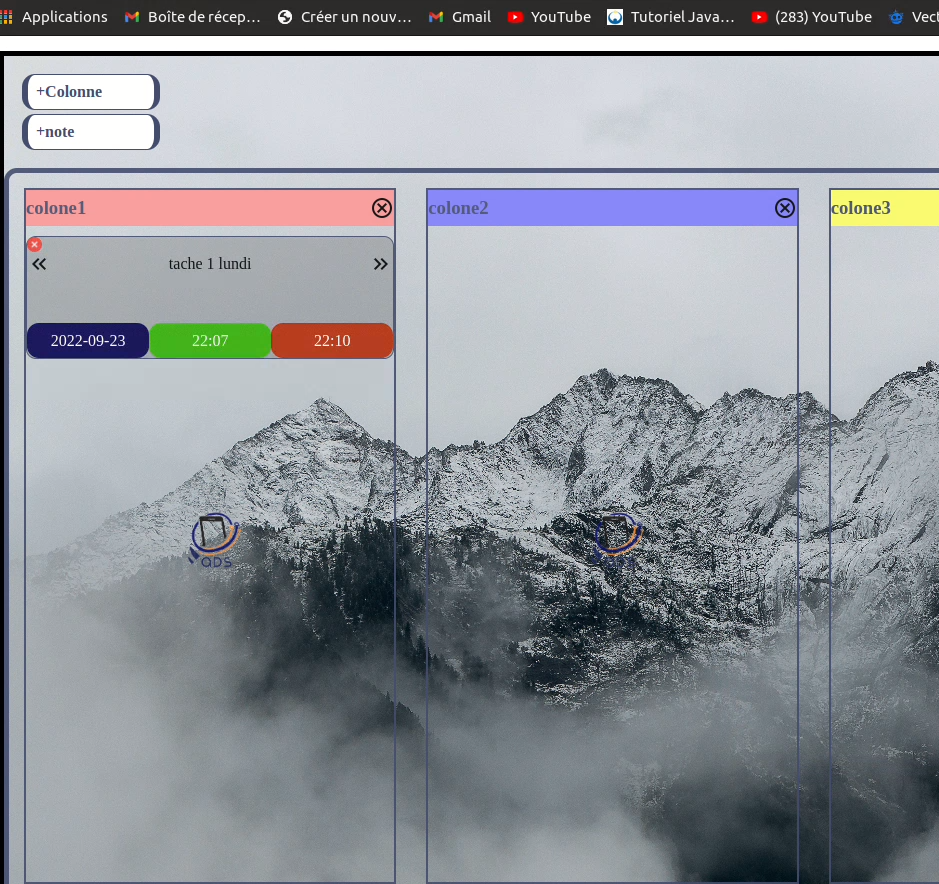 Applications Boîte de récep… Créer un nouv… Gmail YouTube Tutoriel Java… (283) YouTube Vect
+Colonne
+note
colone1 colone2 colone3
tache 1 lundi
2022-09-23 22:07 22:10
QDS QDS